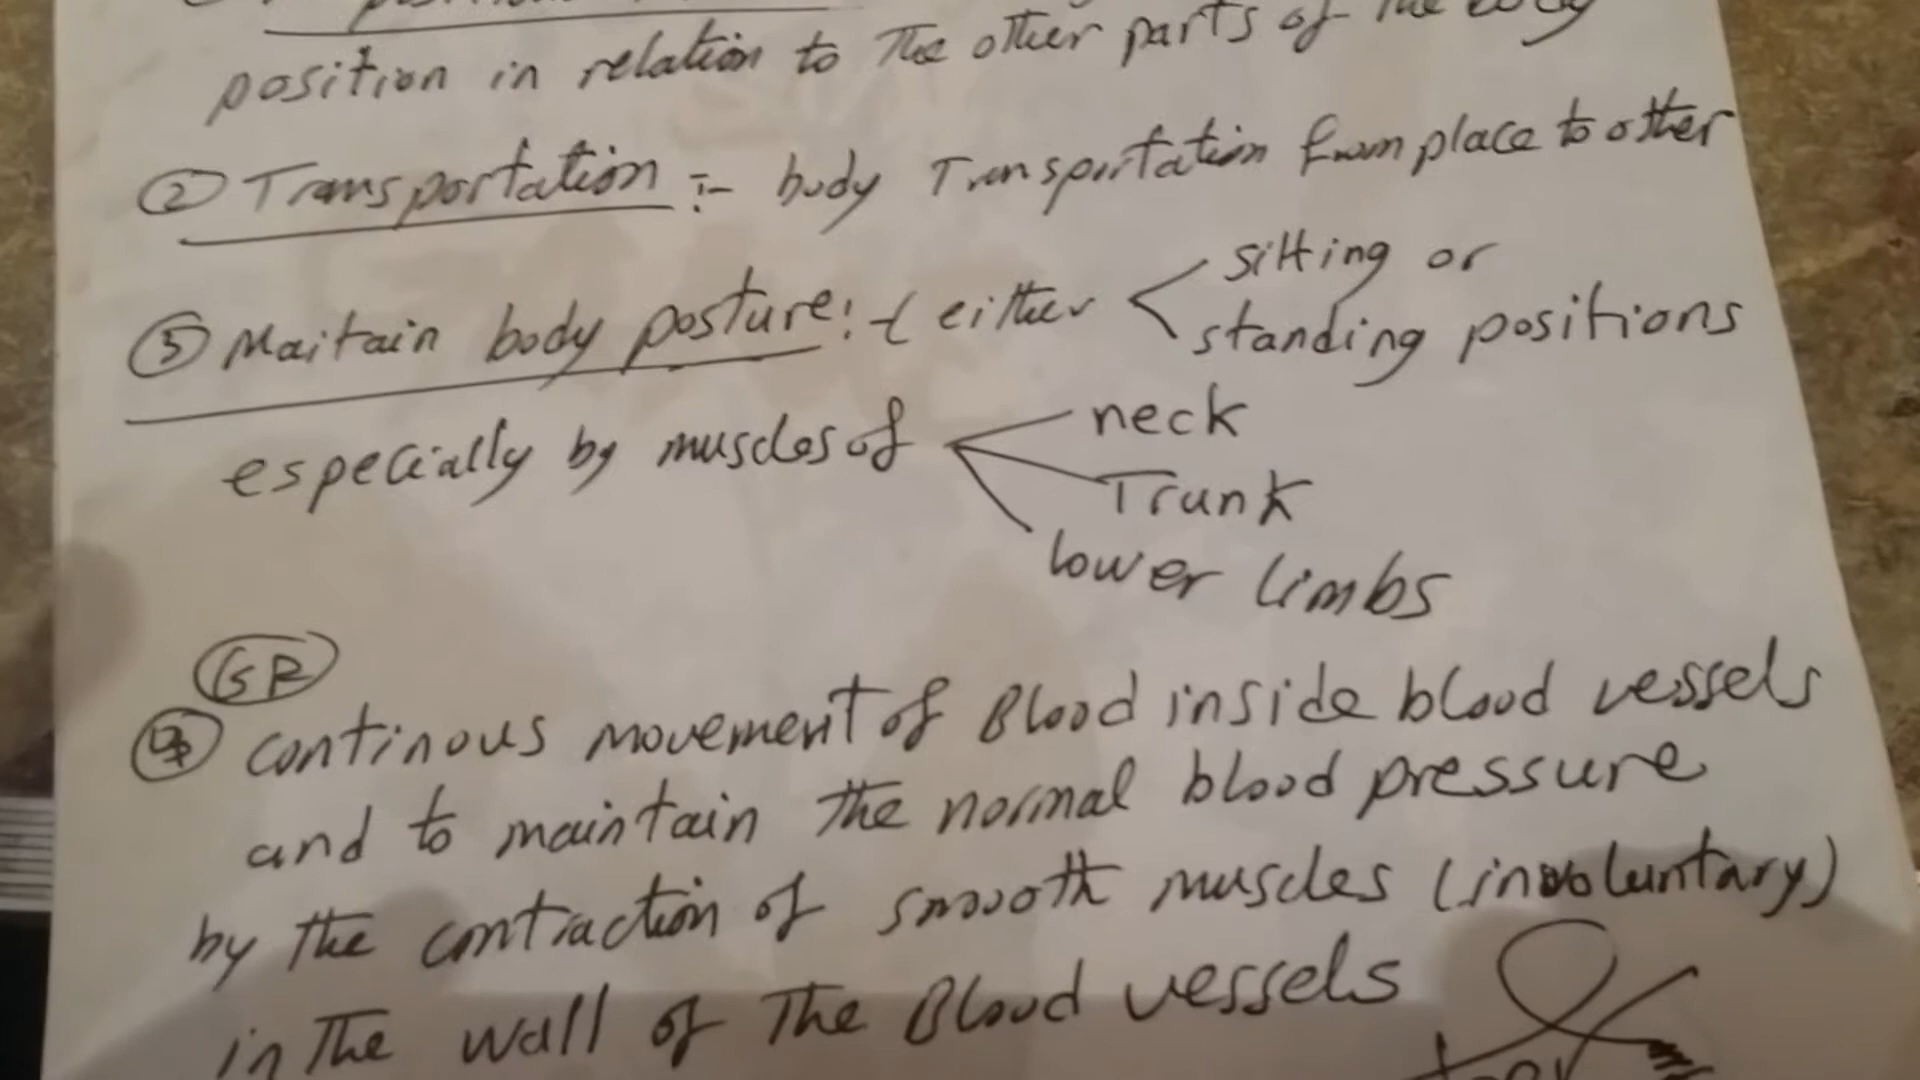 position in relation to The other parts of the body
② Transportation :- body Transportation from place to other
③ Maitain body posture :- ( either sitting or
standing positions
especially by muscles of neck
Trunk
lower limbs
GR
④ continous movement of Blood inside blood vessels
and to maintain the normal blood pressure
by the contraction of smooth muscles (involuntary)
in The wall of The Blood vessels